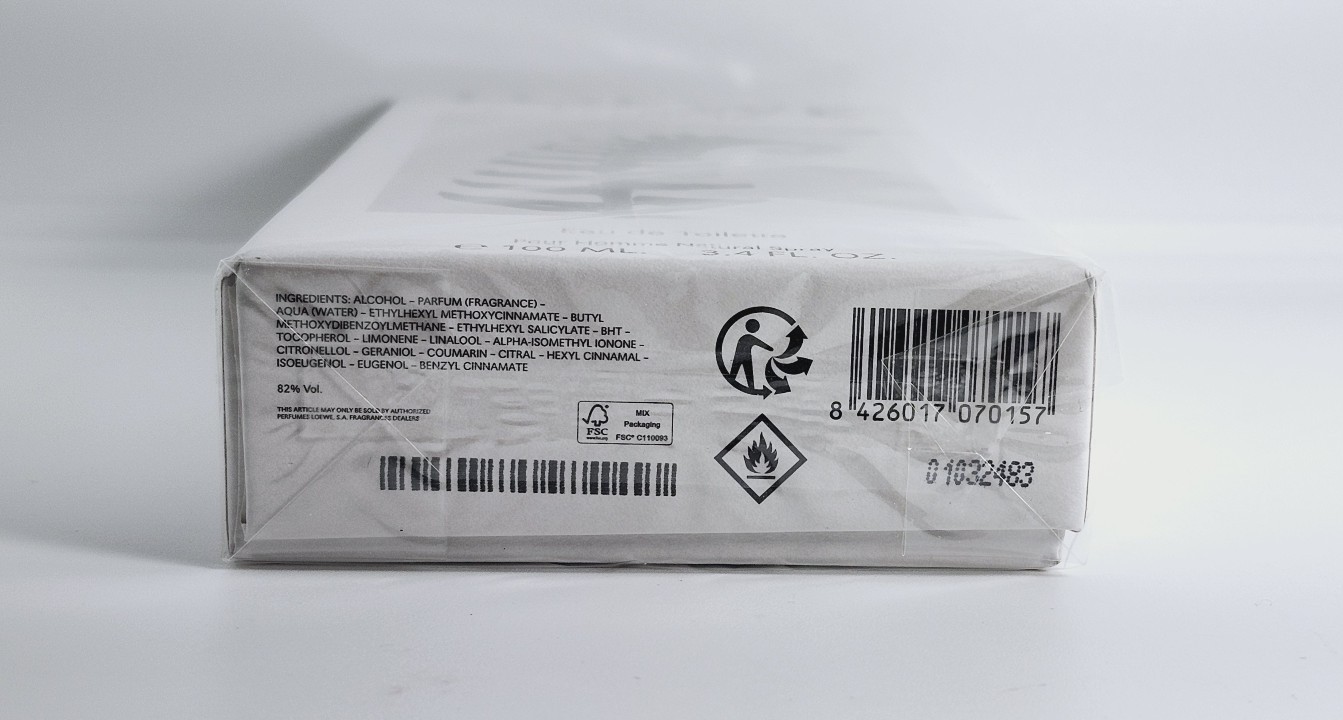 Eau de Toilette
Pour Homme Natural Spray
e 100 ML. 3.4 FL. OZ.
INGREDIENTS: ALCOHOL – PARFUM (FRAGRANCE) –
AQUA (WATER) – ETHYLHEXYL METHOXYCINNAMATE – BUTYL
METHOXYDIBENZOYLMETHANE – ETHYLHEXYL SALICYLATE – BHT –
TOCOPHEROL – LIMONENE – LINALOOL – ALPHA-ISOMETHYL IONONE –
CITRONELLOL – GERANIOL – COUMARIN – CITRAL – HEXYL CINNAMAL –
ISOEUGENOL – EUGENOL – BENZYL CINNAMATE
82% Vol.
THIS ARTICLE MAY ONLY BE SOLD BY AUTHORIZED
PERFUMES LOEWE, S.A. FRAGRANCES DEALERS
FSC
www.fsc.org
MIX
Packaging
FSC® C110093
8 426017 070157
01032483